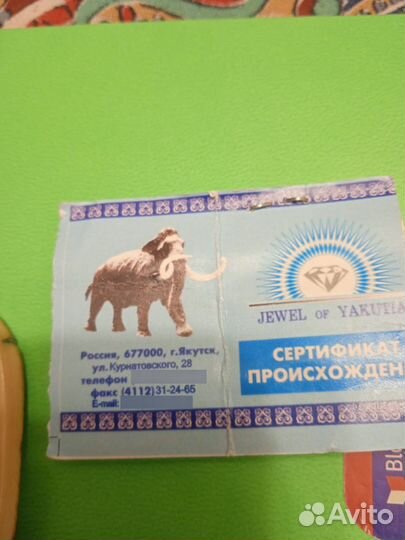 Россия, 677000, г.Якутск,
ул.Курнатовского, 28
телефон
факс (4112)31-24-65
E-mail:
JEWEL OF YAKUTIA
СЕРТИФИКАТ
ПРОИСХОЖДЕН
Blu
Avito